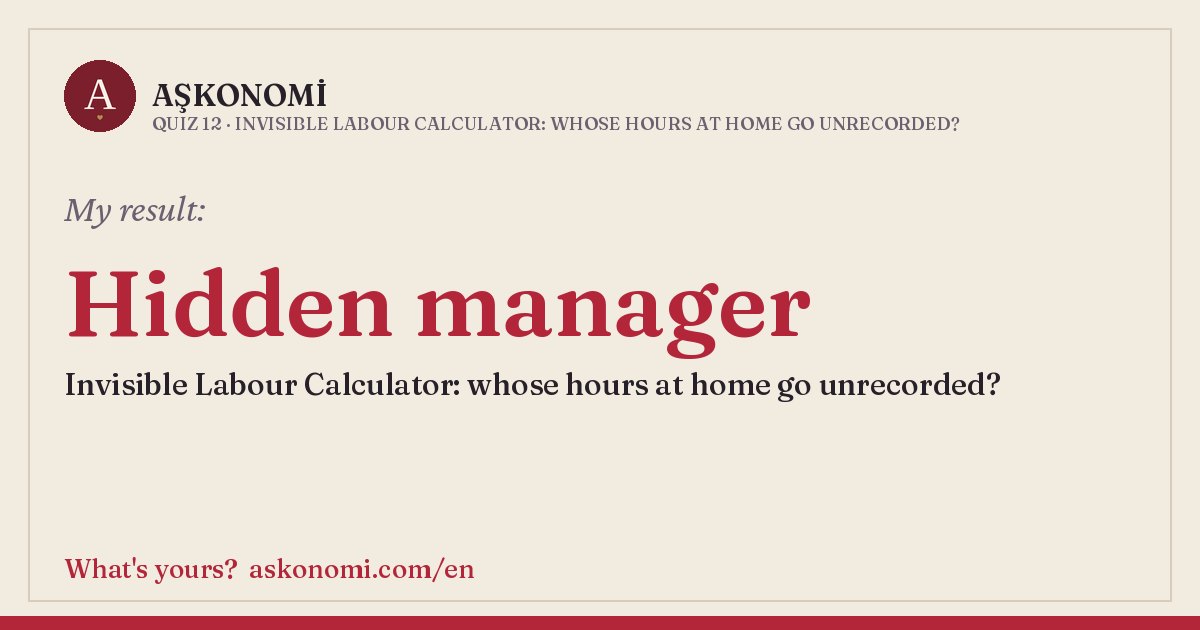 A
AŞKONOMİ
QUIZ 12 · INVISIBLE LABOUR CALCULATOR: WHOSE HOURS AT HOME GO UNRECORDED?
My result:
Hidden manager
Invisible Labour Calculator: whose hours at home go unrecorded?
What's yours? askonomi.com/en